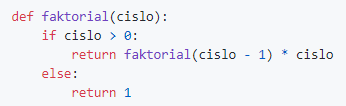 def faktorial(cislo):
    if cislo > 0:
        return faktorial(cislo - 1) * cislo
    else:
        return 1